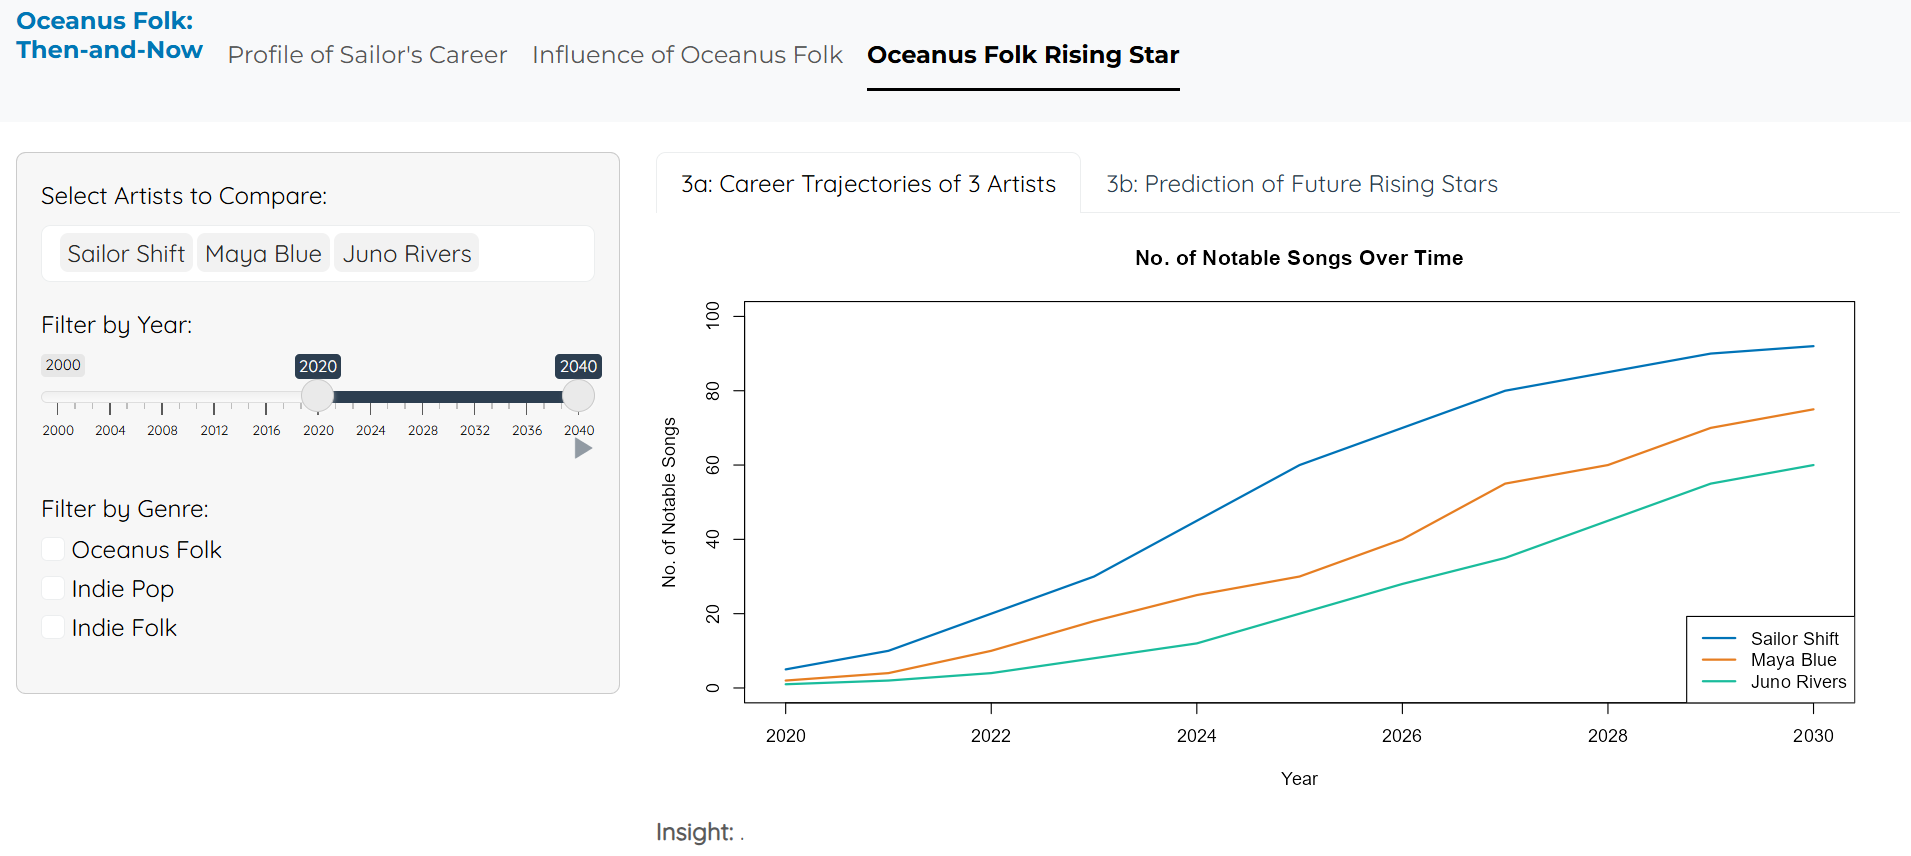 Oceanus Folk:
Then-and-Now
Profile of Sailor's Career
Influence of Oceanus Folk
Oceanus Folk Rising Star
Select Artists to Compare:
Sailor Shift Maya Blue Juno Rivers
Filter by Year:
2000 2020 2040
2000 2004 2008 2012 2016 2020 2024 2028 2032 2036 2040
Filter by Genre:
Oceanus Folk
Indie Pop
Indie Folk
3a: Career Trajectories of 3 Artists
3b: Prediction of Future Rising Stars
No. of Notable Songs Over Time
No. of Notable Songs
100
80
60
40
20
0
Sailor Shift
Maya Blue
Juno Rivers
2020 2022 2024 2026 2028 2030
Year
Insight: .